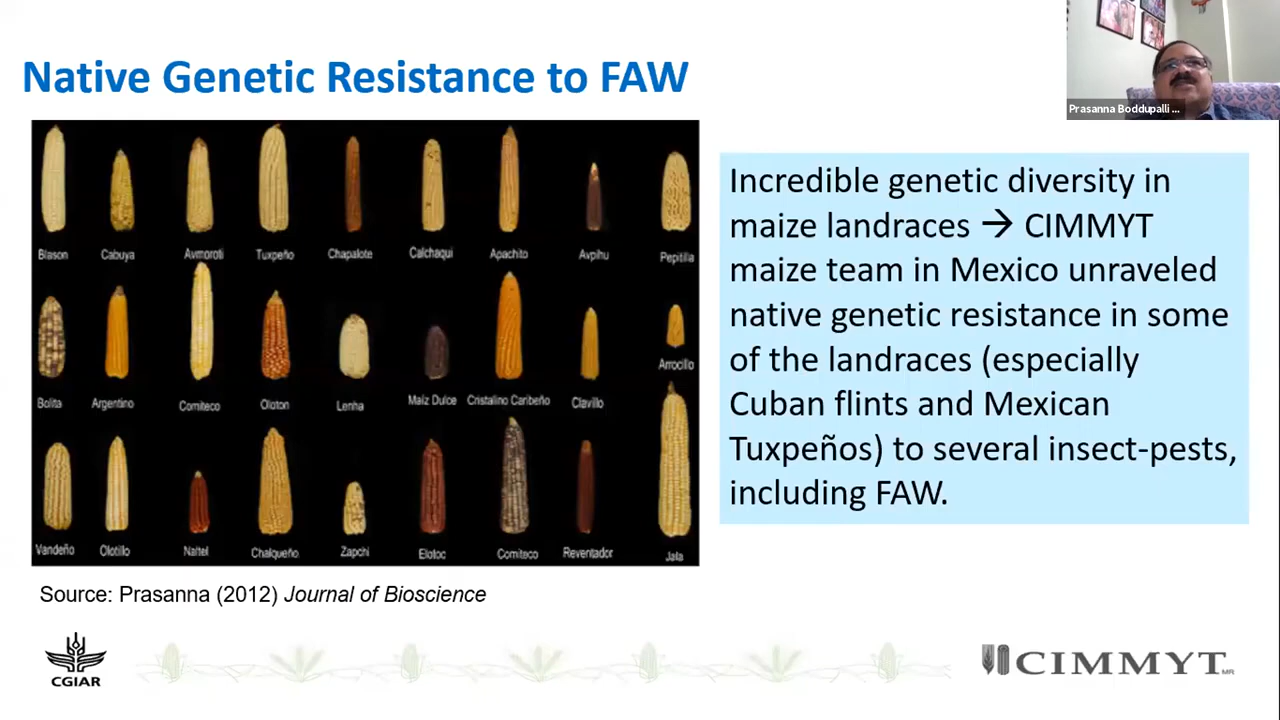 Native Genetic Resistance to FAW
Prasanna Boddupalli ...
Blason Cabuya Avmoroti Tuxpeño Chapalote Calchaqui Apachito Avpihu Pepitilla
Bolita Argentino Comiteco Oloton Lenha Maíz Dulce Cristalino Caribeño Clavillo Arrocillo
Vandeño Olotillo Naltel Chalqueño Zapchi Elotoc Comiteco Reventador Jala
Incredible genetic diversity in
maize landraces → CIMMYT
maize team in Mexico unraveled
native genetic resistance in some
of the landraces (especially
Cuban flints and Mexican
Tuxpeños) to several insect-pests,
including FAW.
Source: Prasanna (2012) Journal of Bioscience
CGIAR
CIMMYT MR